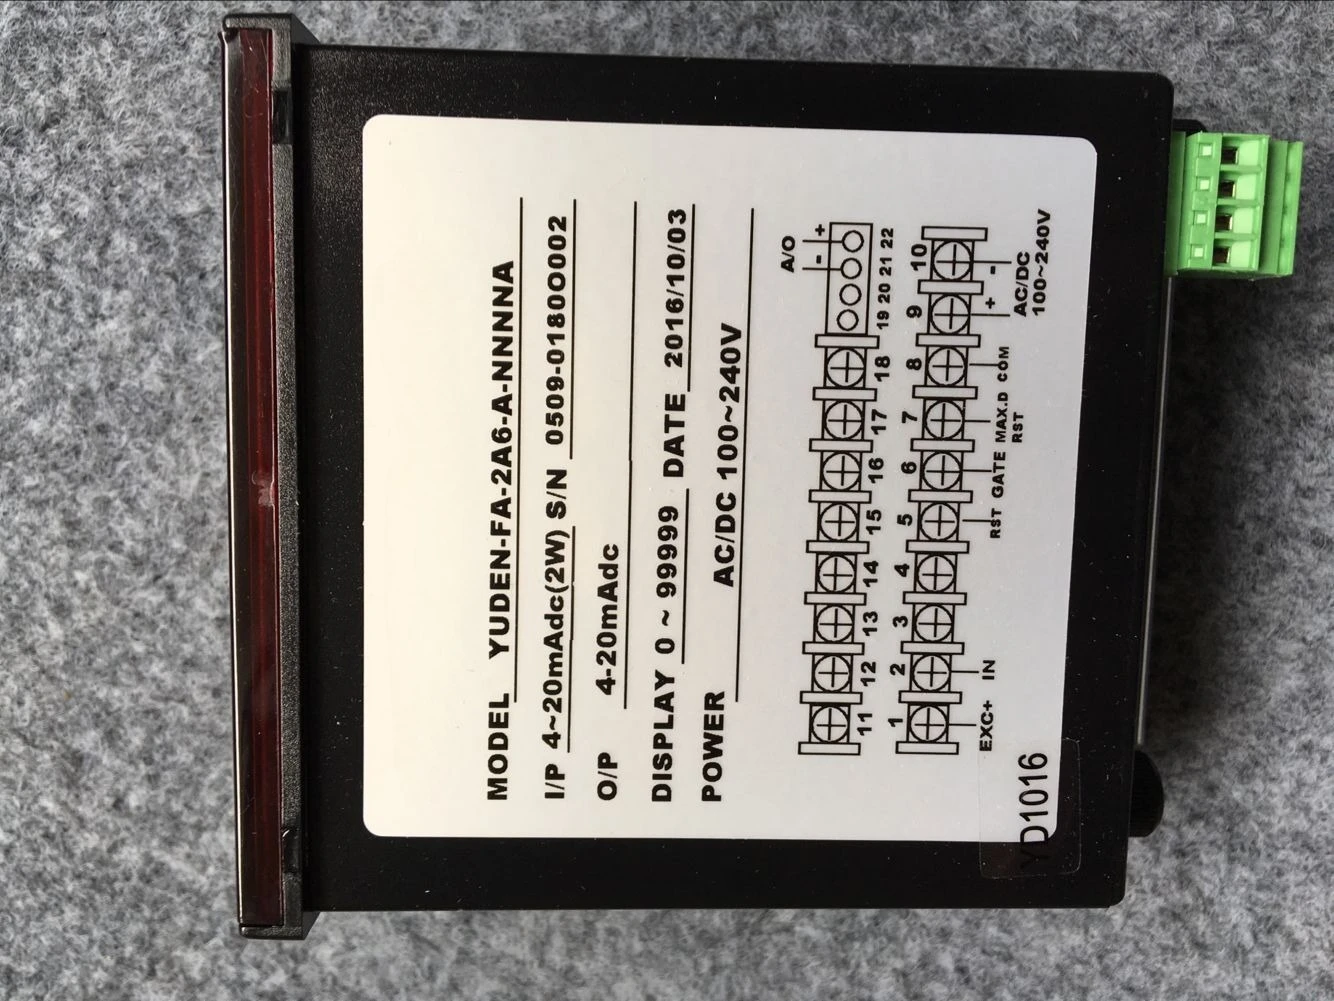 MODEL YUDEN-FA-2A6-A-NNNNA
I/P 4~20mAdc(2W) S/N 0509-0180O002
O/P 4-20mAdc
DISPLAY 0 ~ 99999 DATE 2016/10/03
POWER AC/DC 100~240V
A/O
- +
11 12 13 14 15 16 17 18 19 20 21 22
1 2 3 4 5 6 7 8 9 10
EXC+ IN RST GATE MAX.D RST COM + -
AC/DC
100~240V
YD1016